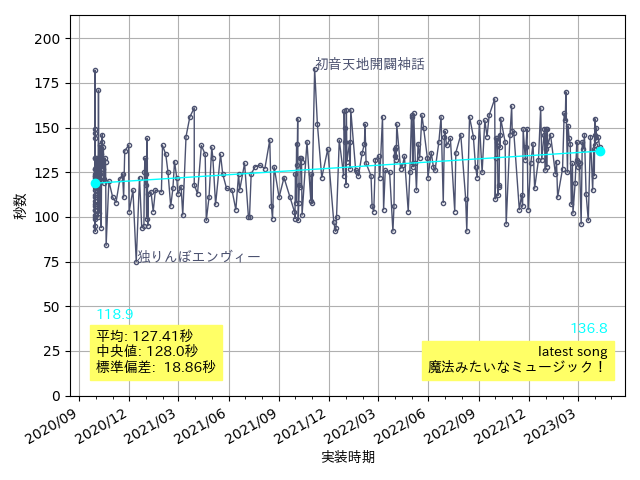 200
175
150
125
100
75
50
25
0
秒数
初音天地開闢神話
独りんぼエンヴィー
118.9
136.8
平均: 127.41秒
中央値: 128.0秒
標準偏差: 18.86秒
latest song
魔法みたいなミュージック！
2020/09
2020/12
2021/03
2021/06
2021/09
2021/12
2022/03
2022/06
2022/09
2022/12
2023/03
実装時期